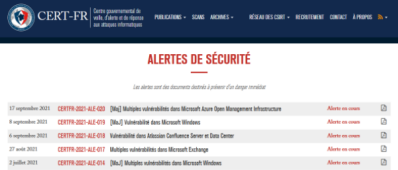 CERT-FR
Centre gouvernemental de
veille, d'alerte et de réponse
aux attaques informatiques
PUBLICATIONS SCANS ARCHIVES RÉSEAU DES CSIRT RECRUTEMENT CONTACT À PROPOS
ALERTES DE SÉCURITÉ
Les alertes sont des documents destinés à prévenir d'un danger immédiat
17 septembre 2021 CERTFR-2021-ALE-020 [MaJ] Multiples vulnérabilités dans Microsoft Azure Open Management Infrastructure Alerte en cours
8 septembre 2021 CERTFR-2021-ALE-019 [MaJ] Vulnérabilité dans Microsoft Windows Alerte en cours
6 septembre 2021 CERTFR-2021-ALE-018 Vulnérabilité dans Atlassian Confluence Server et Data Center Alerte en cours
27 août 2021 CERTFR-2021-ALE-017 Multiples vulnérabilités dans Microsoft Exchange Alerte en cours
2 juillet 2021 CERTFR-2021-ALE-014 [MaJ] Multiples vulnérabilités dans Microsoft Windows Alerte en cours